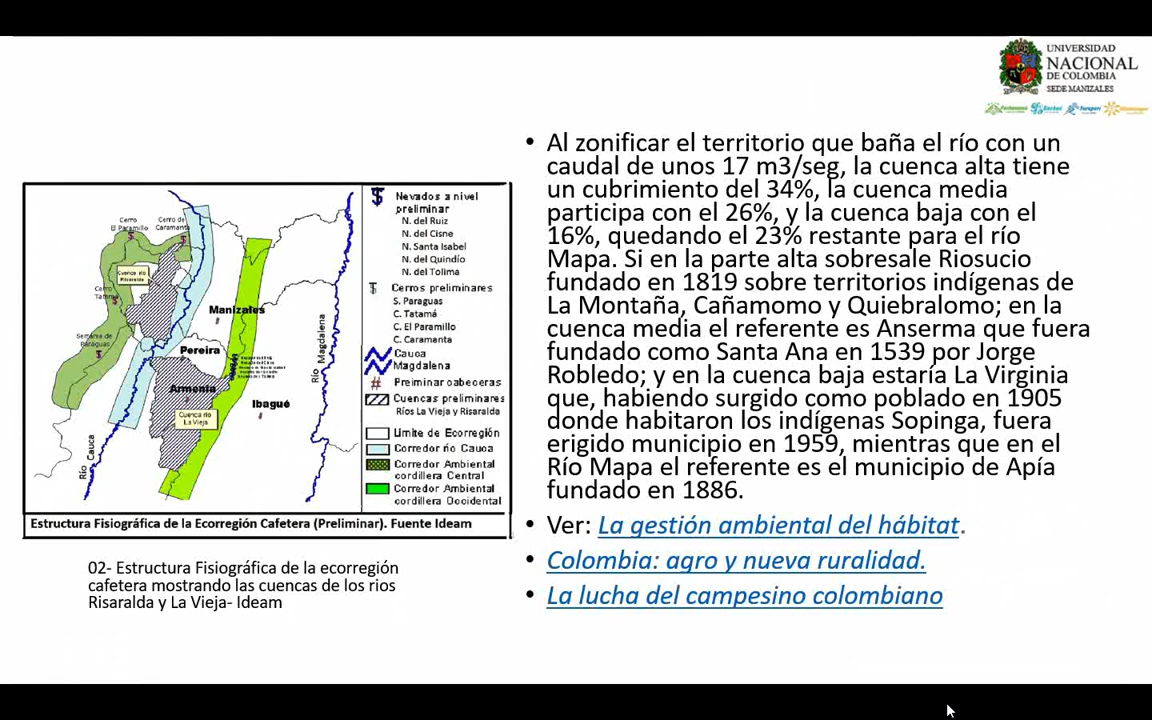 UNIVERSIDAD
NACIONAL
DE COLOMBIA
SEDE MANIZALES
Cerro
El Paramillo
Cerro de
Caramanta
Cuenca río
Risaralda
Cerro
Tatamá
Serranía de
Paraguas
Manizales
Pereira
Armenia
Cuenca río
La Vieja
Ibagué
Río Cauca
Río Magdalena
Nevados a nivel
preliminar
N. del Ruiz
N. del Cisne
N. Santa Isabel
N. del Quindío
N. del Tolima
Cerros preliminares
S. Paraguas
C. Tatamá
C. El Paramillo
C. Caramanta
Cauca
Magdalena
Preiminar cabeceras
Cuencas preliminares
Ríos La Vieja y Risaralda
Limite de Ecorregión
Corredor río Cauca
Corredor Ambiental
cordillera Central
Corredor Ambiental
cordillera Occidental
Estructura Fisiográfica de la Ecorregión Cafetera (Preliminar). Fuente Ideam
02- Estructura Fisiográfica de la ecorregión
cafetera mostrando las cuencas de los rios
Risaralda y La Vieja- Ideam
• Al zonificar el territorio que baña el río con un
caudal de unos 17 m3/seg, la cuenca alta tiene
un cubrimiento del 34%, la cuenca media
participa con el 26%, y la cuenca baja con el
16%, quedando el 23% restante para el río
Mapa. Si en la parte alta sobresale Riosucio
fundado en 1819 sobre territorios indígenas de
La Montaña, Cañamomo y Quiebralomo; en la
cuenca media el referente es Anserma que fuera
fundado como Santa Ana en 1539 por Jorge
Robledo; y en la cuenca baja estaría La Virginia
que, habiendo surgido como poblado en 1905
donde habitaron los indígenas Sopinga, fuera
erigido municipio en 1959, mientras que en el
Río Mapa el referente es el municipio de Apía
fundado en 1886.
• Ver: La gestión ambiental del hábitat.
• Colombia: agro y nueva ruralidad.
• La lucha del campesino colombiano